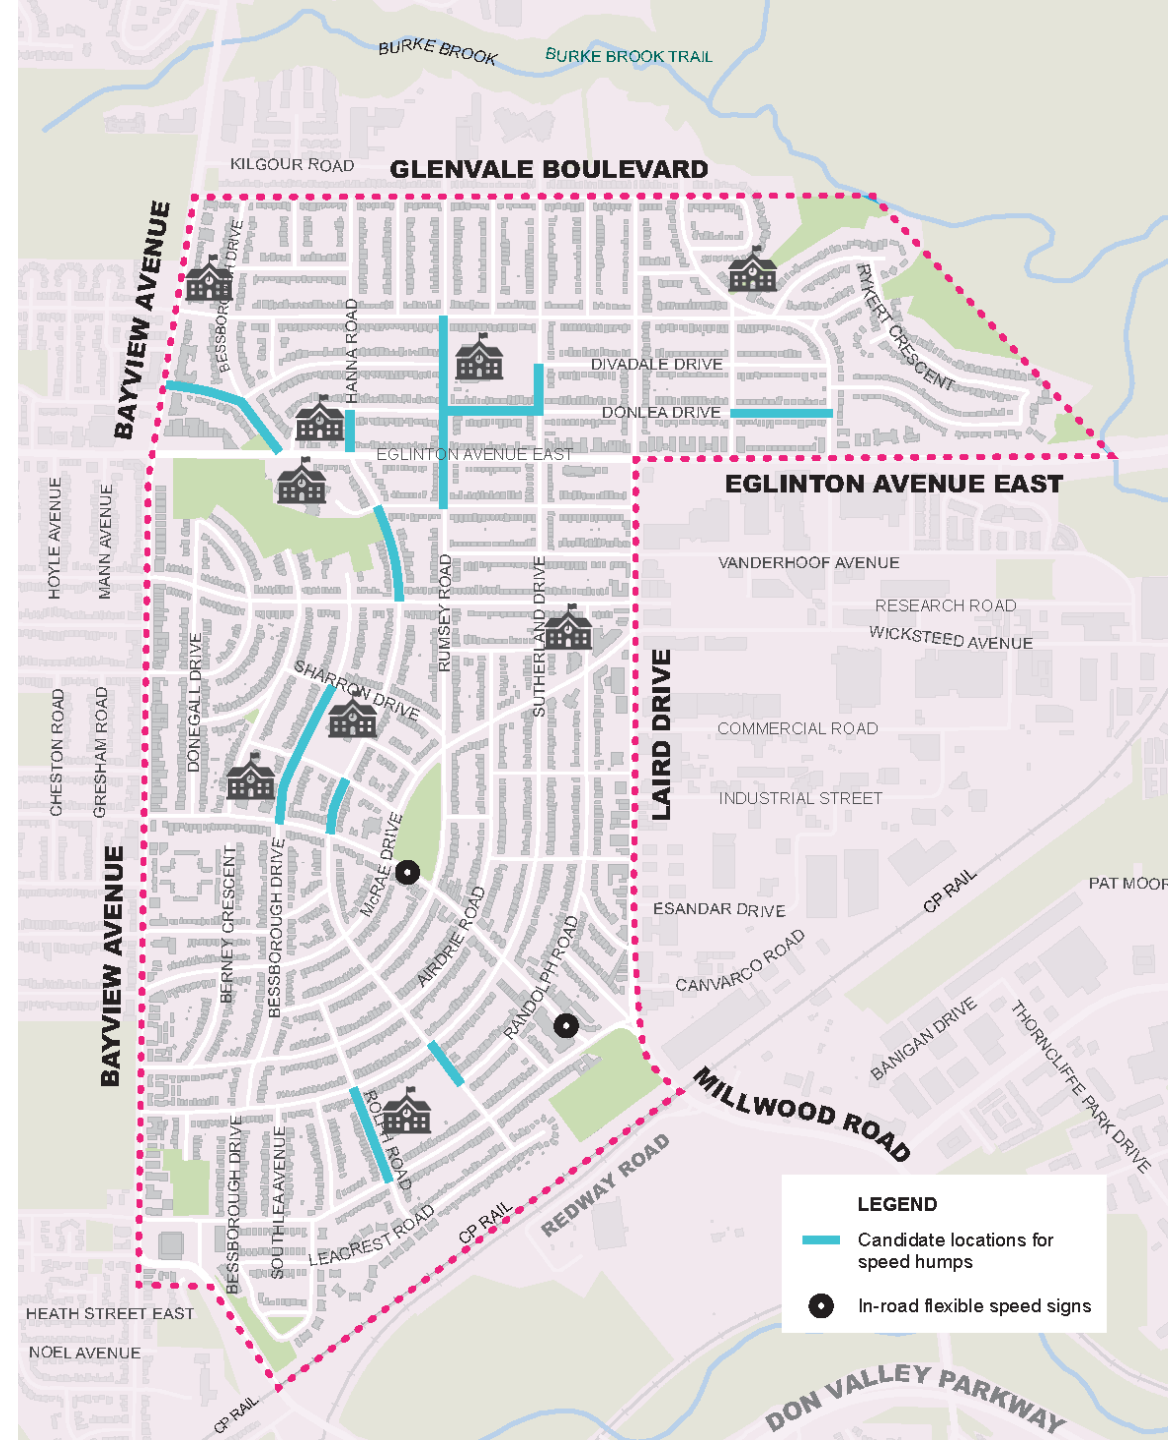 BURKE BROOK
BURKE BROOK TRAIL
KILGOUR ROAD
GLENVALE BOULEVARD
BAYVIEW AVENUE
BESSBOROUGH DRIVE
HANNA ROAD
RYKERT CRESCENT
DIVADALE DRIVE
DONLEA DRIVE
EGLINTON AVENUE EAST
EGLINTON AVENUE EAST
HOYLE AVENUE
MANN AVENUE
VANDERHOOF AVENUE
RESEARCH ROAD
WICKSTEED AVENUE
RUMSEY ROAD
SUTHERLAND DRIVE
DONEGALL DRIVE
SHARRON DRIVE
LAIRD DRIVE
CHESTON ROAD
GRESHAM ROAD
COMMERCIAL ROAD
INDUSTRIAL STREET
BAYVIEW AVENUE
BERNEY CRESCENT
BESSBOROUGH DRIVE
McRAE DRIVE
AIRDRIE ROAD
RANDOLPH ROAD
ESANDAR DRIVE
CP RAIL
PAT MOOR
CANVARCO ROAD
BANIGAN DRIVE
THORNCLIFFE PARK DRIVE
MILLWOOD ROAD
ROLPH ROAD
REDWAY ROAD
BESSBOROUGH DRIVE
SOUTHLEA AVENUE
LEACREST ROAD
CP RAIL
LEGEND
Candidate locations for
speed humps
In-road flexible speed signs
HEATH STREET EAST
NOEL AVENUE
CP RAIL
DON VALLEY PARKWAY